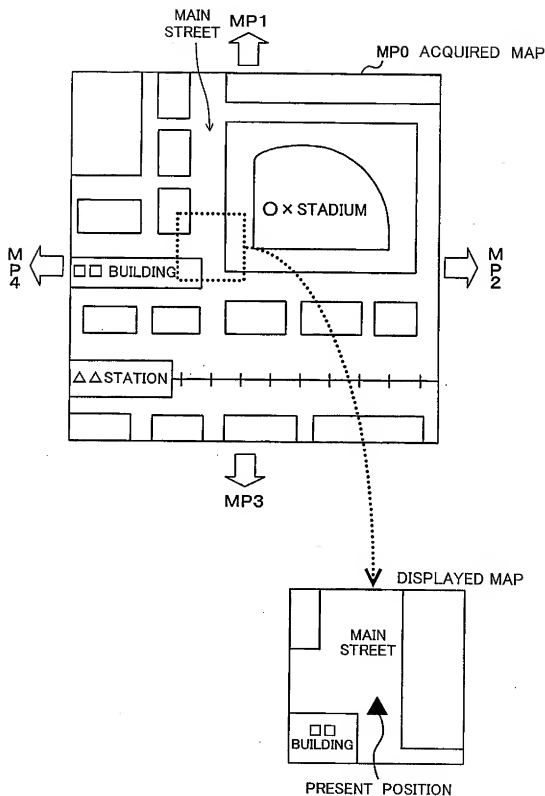 MAIN
STREET
MP1
MP0 ACQUIRED MAP
○×STADIUM
MP4
□□ BUILDING
MP2
△△STATION
MP3
DISPLAYED MAP
MAIN
STREET
□□
BUILDING
PRESENT POSITION